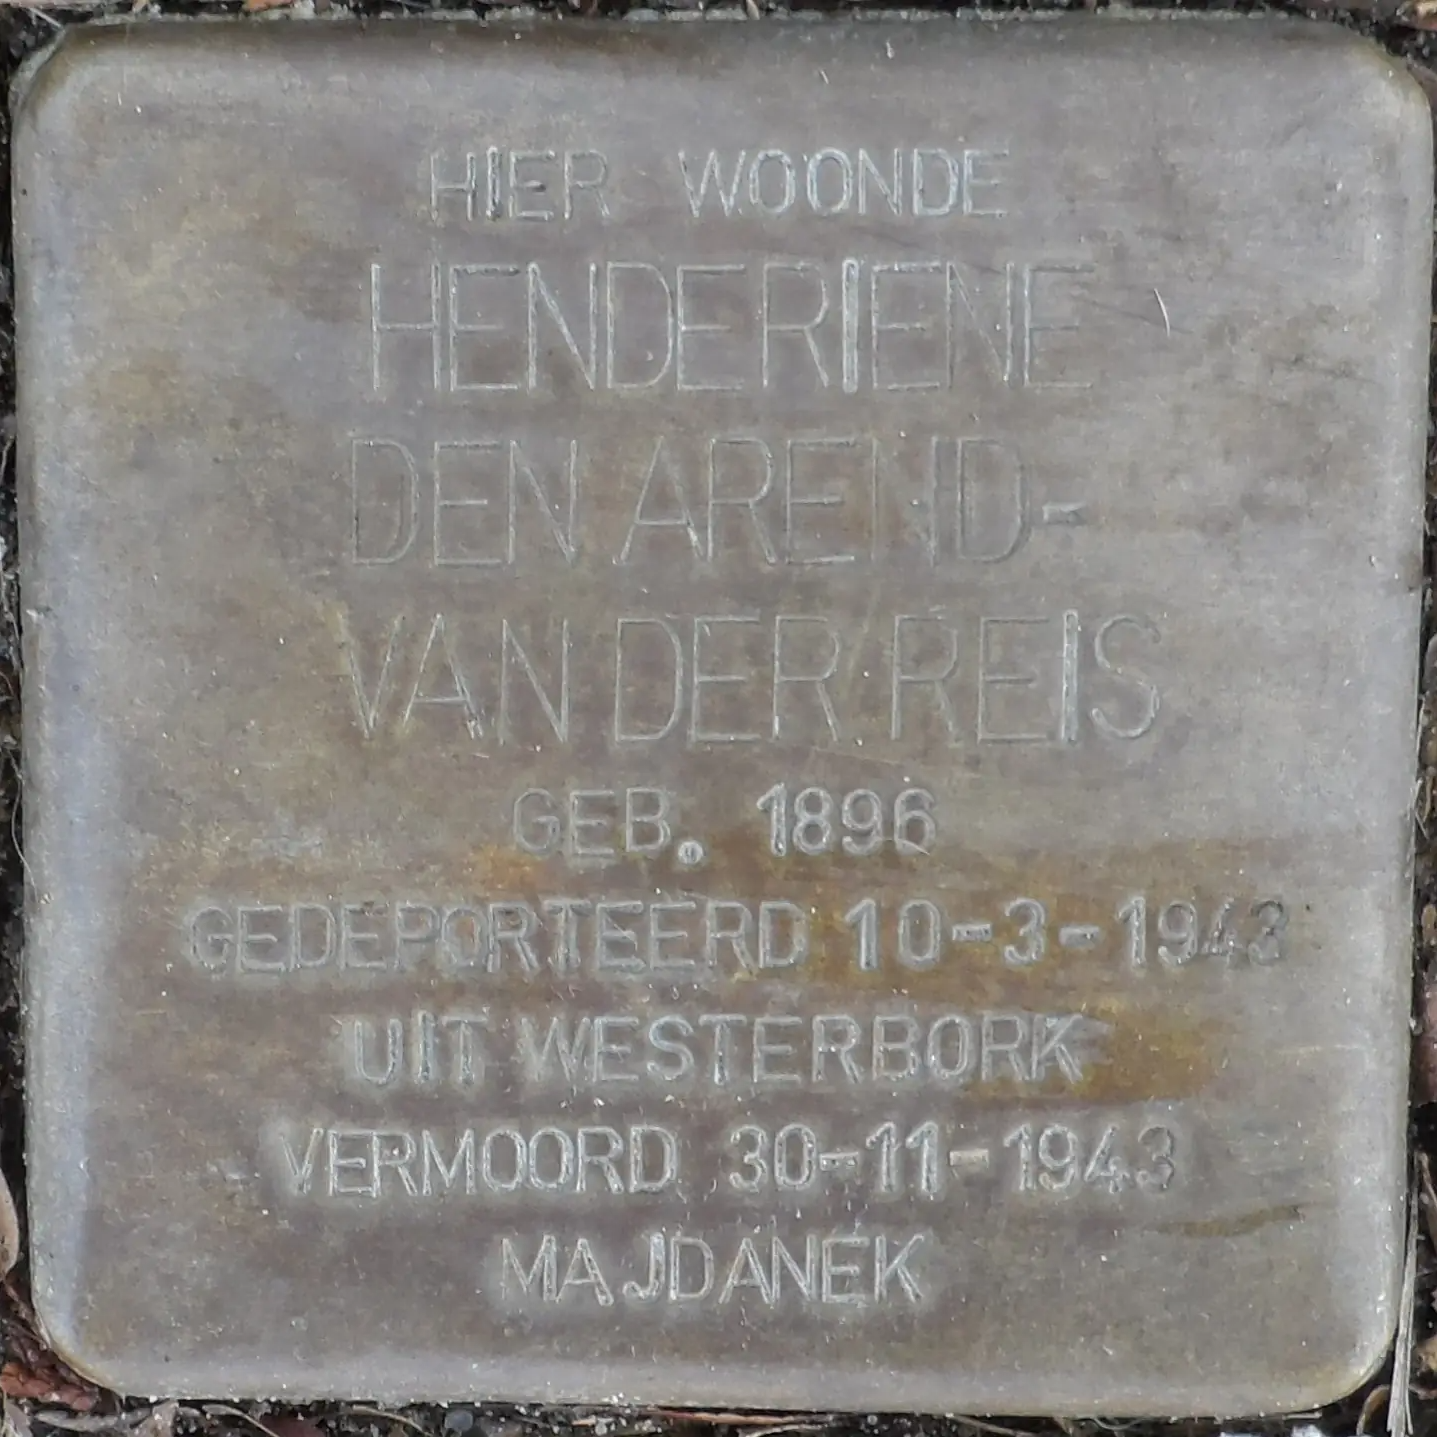 HIER WOONDE
HENDERIENE
DEN AREND-
VAN DER REIS
GEB. 1896
GEDEPORTEERD 10-3-1943
UIT WESTERBORK
VERMOORD 30-11-1943
MAJDANEK